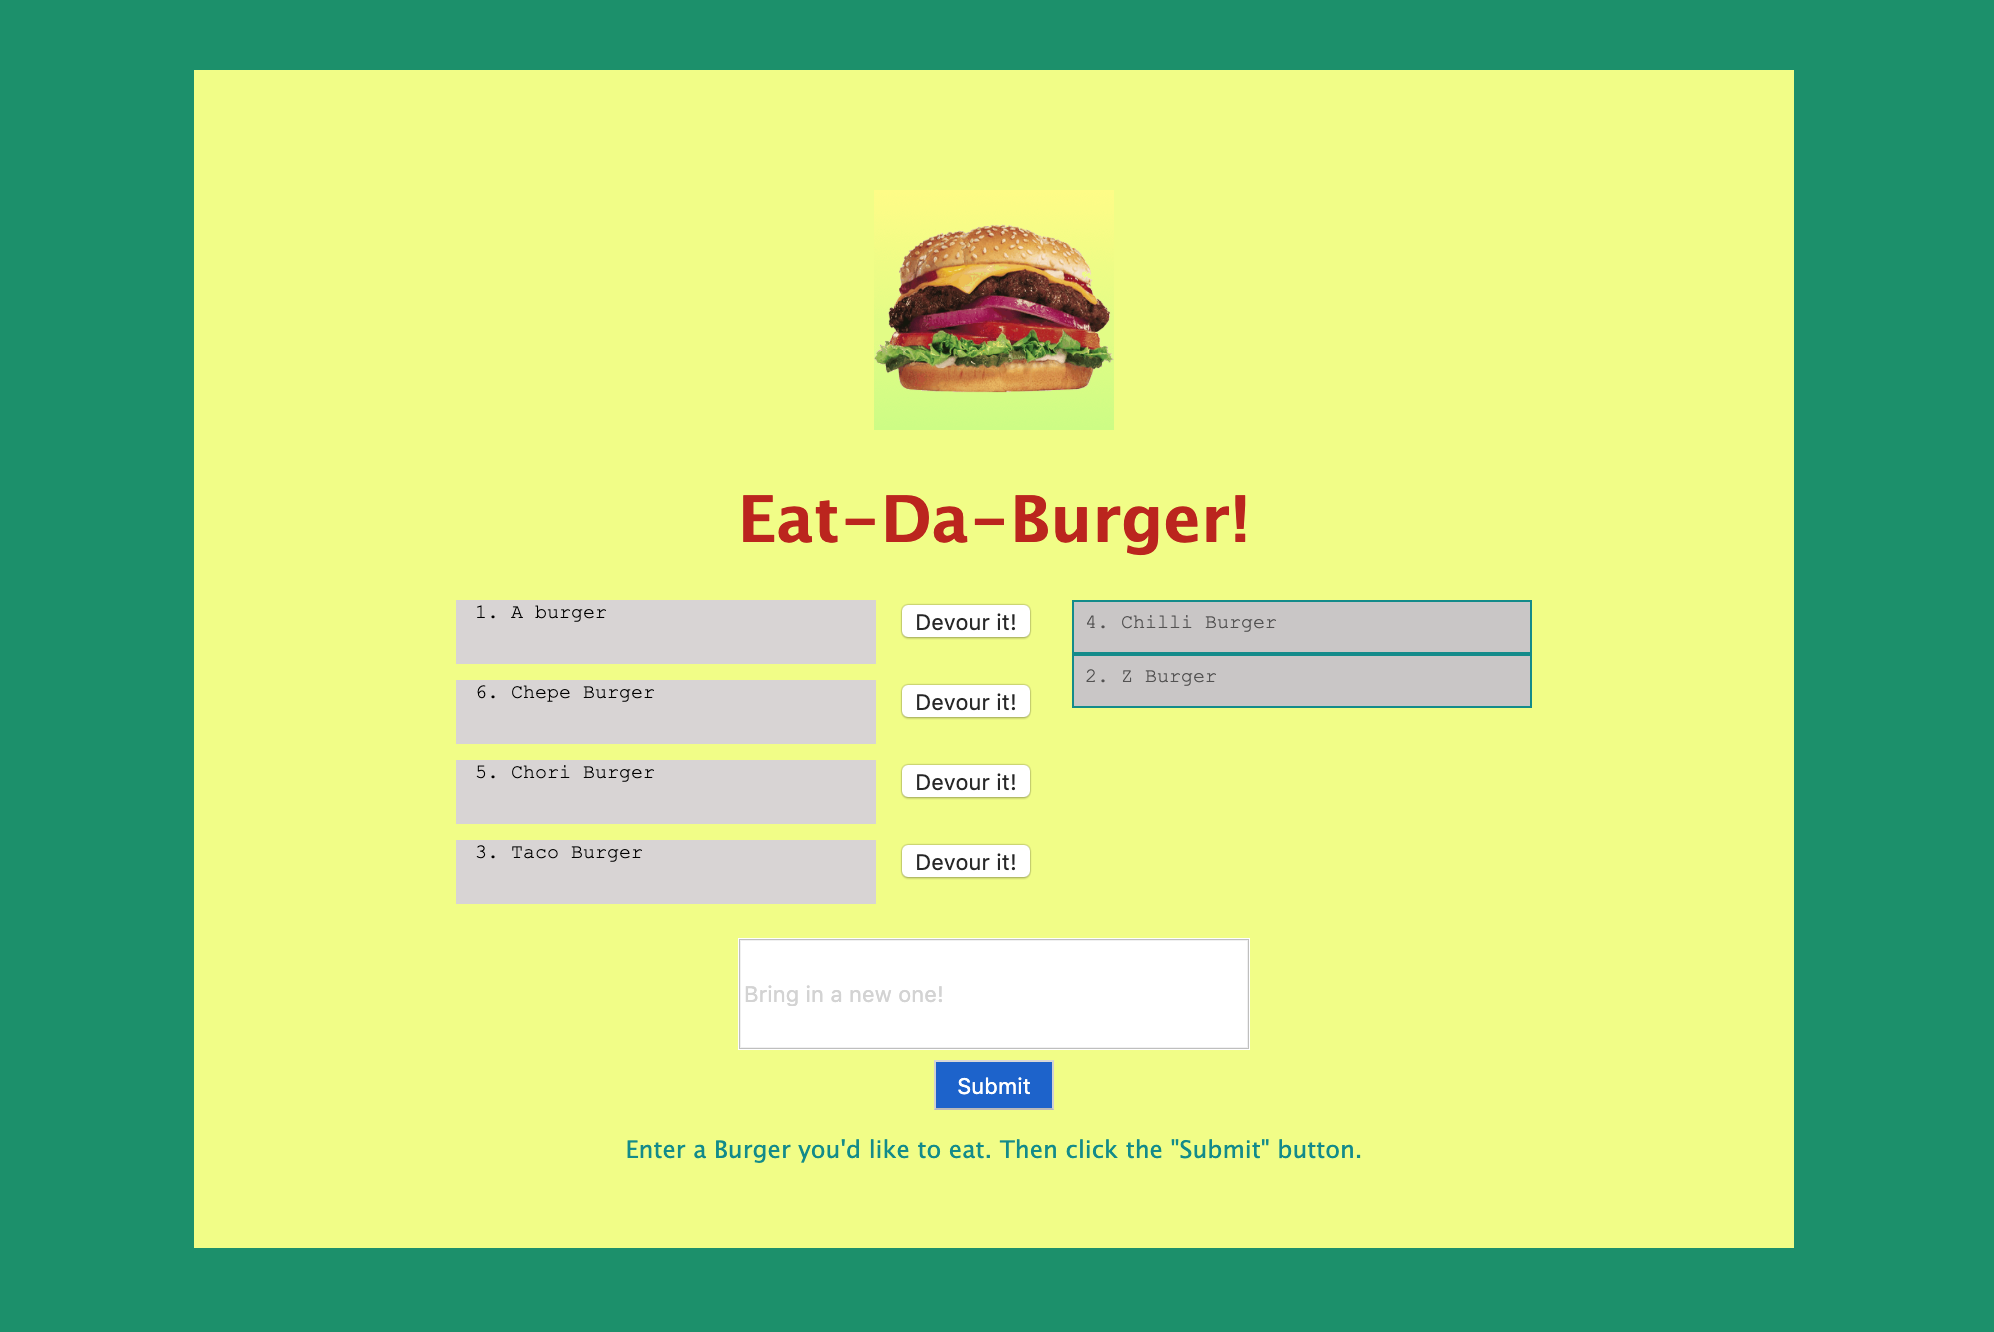 Eat-Da-Burger!
1. A burger
Devour it!
6. Chepe Burger
Devour it!
5. Chori Burger
Devour it!
3. Taco Burger
Devour it!
4. Chilli Burger
2. Z Burger
Bring in a new one!
Submit
Enter a Burger you'd like to eat. Then click the "Submit" button.